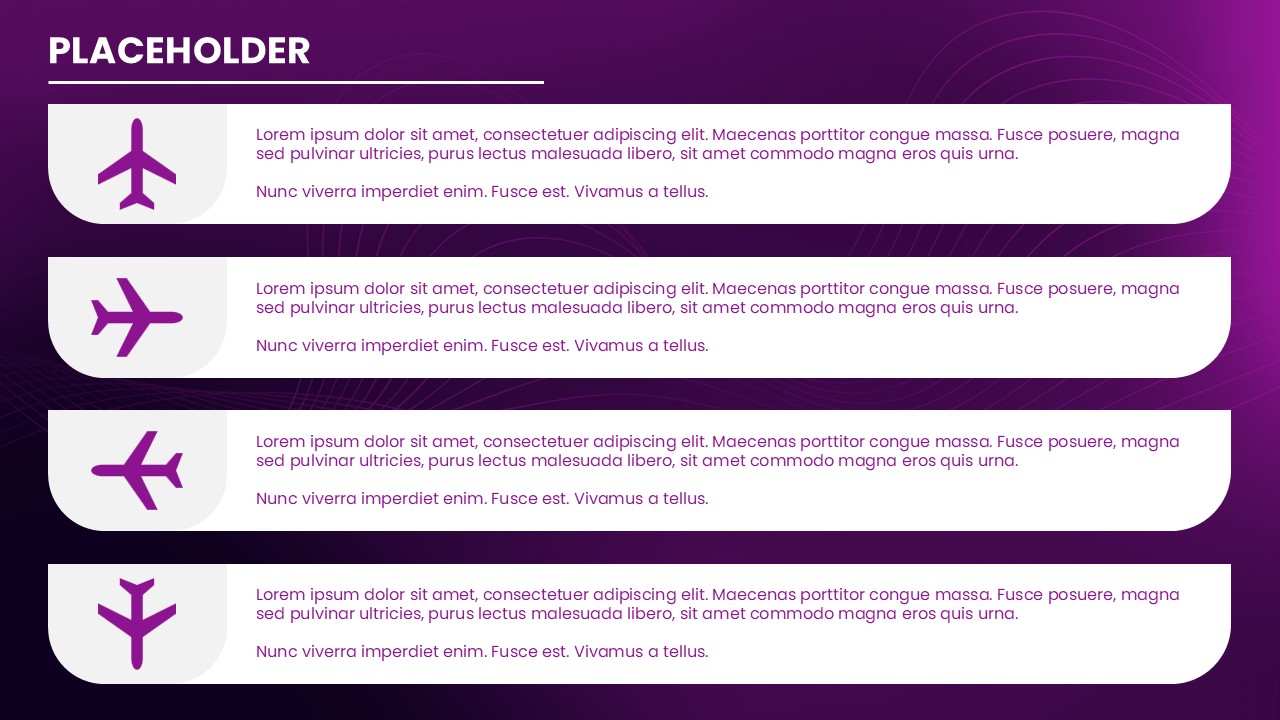 PLACEHOLDER
Lorem ipsum dolor sit amet, consectetuer adipiscing elit. Maecenas porttitor congue massa. Fusce posuere, magna
sed pulvinar ultricies, purus lectus malesuada libero, sit amet commodo magna eros quis urna.
Nunc viverra imperdiet enim. Fusce est. Vivamus a tellus.
Lorem ipsum dolor sit amet, consectetuer adipiscing elit. Maecenas porttitor congue massa. Fusce posuere, magna
sed pulvinar ultricies, purus lectus malesuada libero, sit amet commodo magna eros quis urna.
Nunc viverra imperdiet enim. Fusce est. Vivamus a tellus.
Lorem ipsum dolor sit amet, consectetuer adipiscing elit. Maecenas porttitor congue massa. Fusce posuere, magna
sed pulvinar ultricies, purus lectus malesuada libero, sit amet commodo magna eros quis urna.
Nunc viverra imperdiet enim. Fusce est. Vivamus a tellus.
Lorem ipsum dolor sit amet, consectetuer adipiscing elit. Maecenas porttitor congue massa. Fusce posuere, magna
sed pulvinar ultricies, purus lectus malesuada libero, sit amet commodo magna eros quis urna.
Nunc viverra imperdiet enim. Fusce est. Vivamus a tellus.